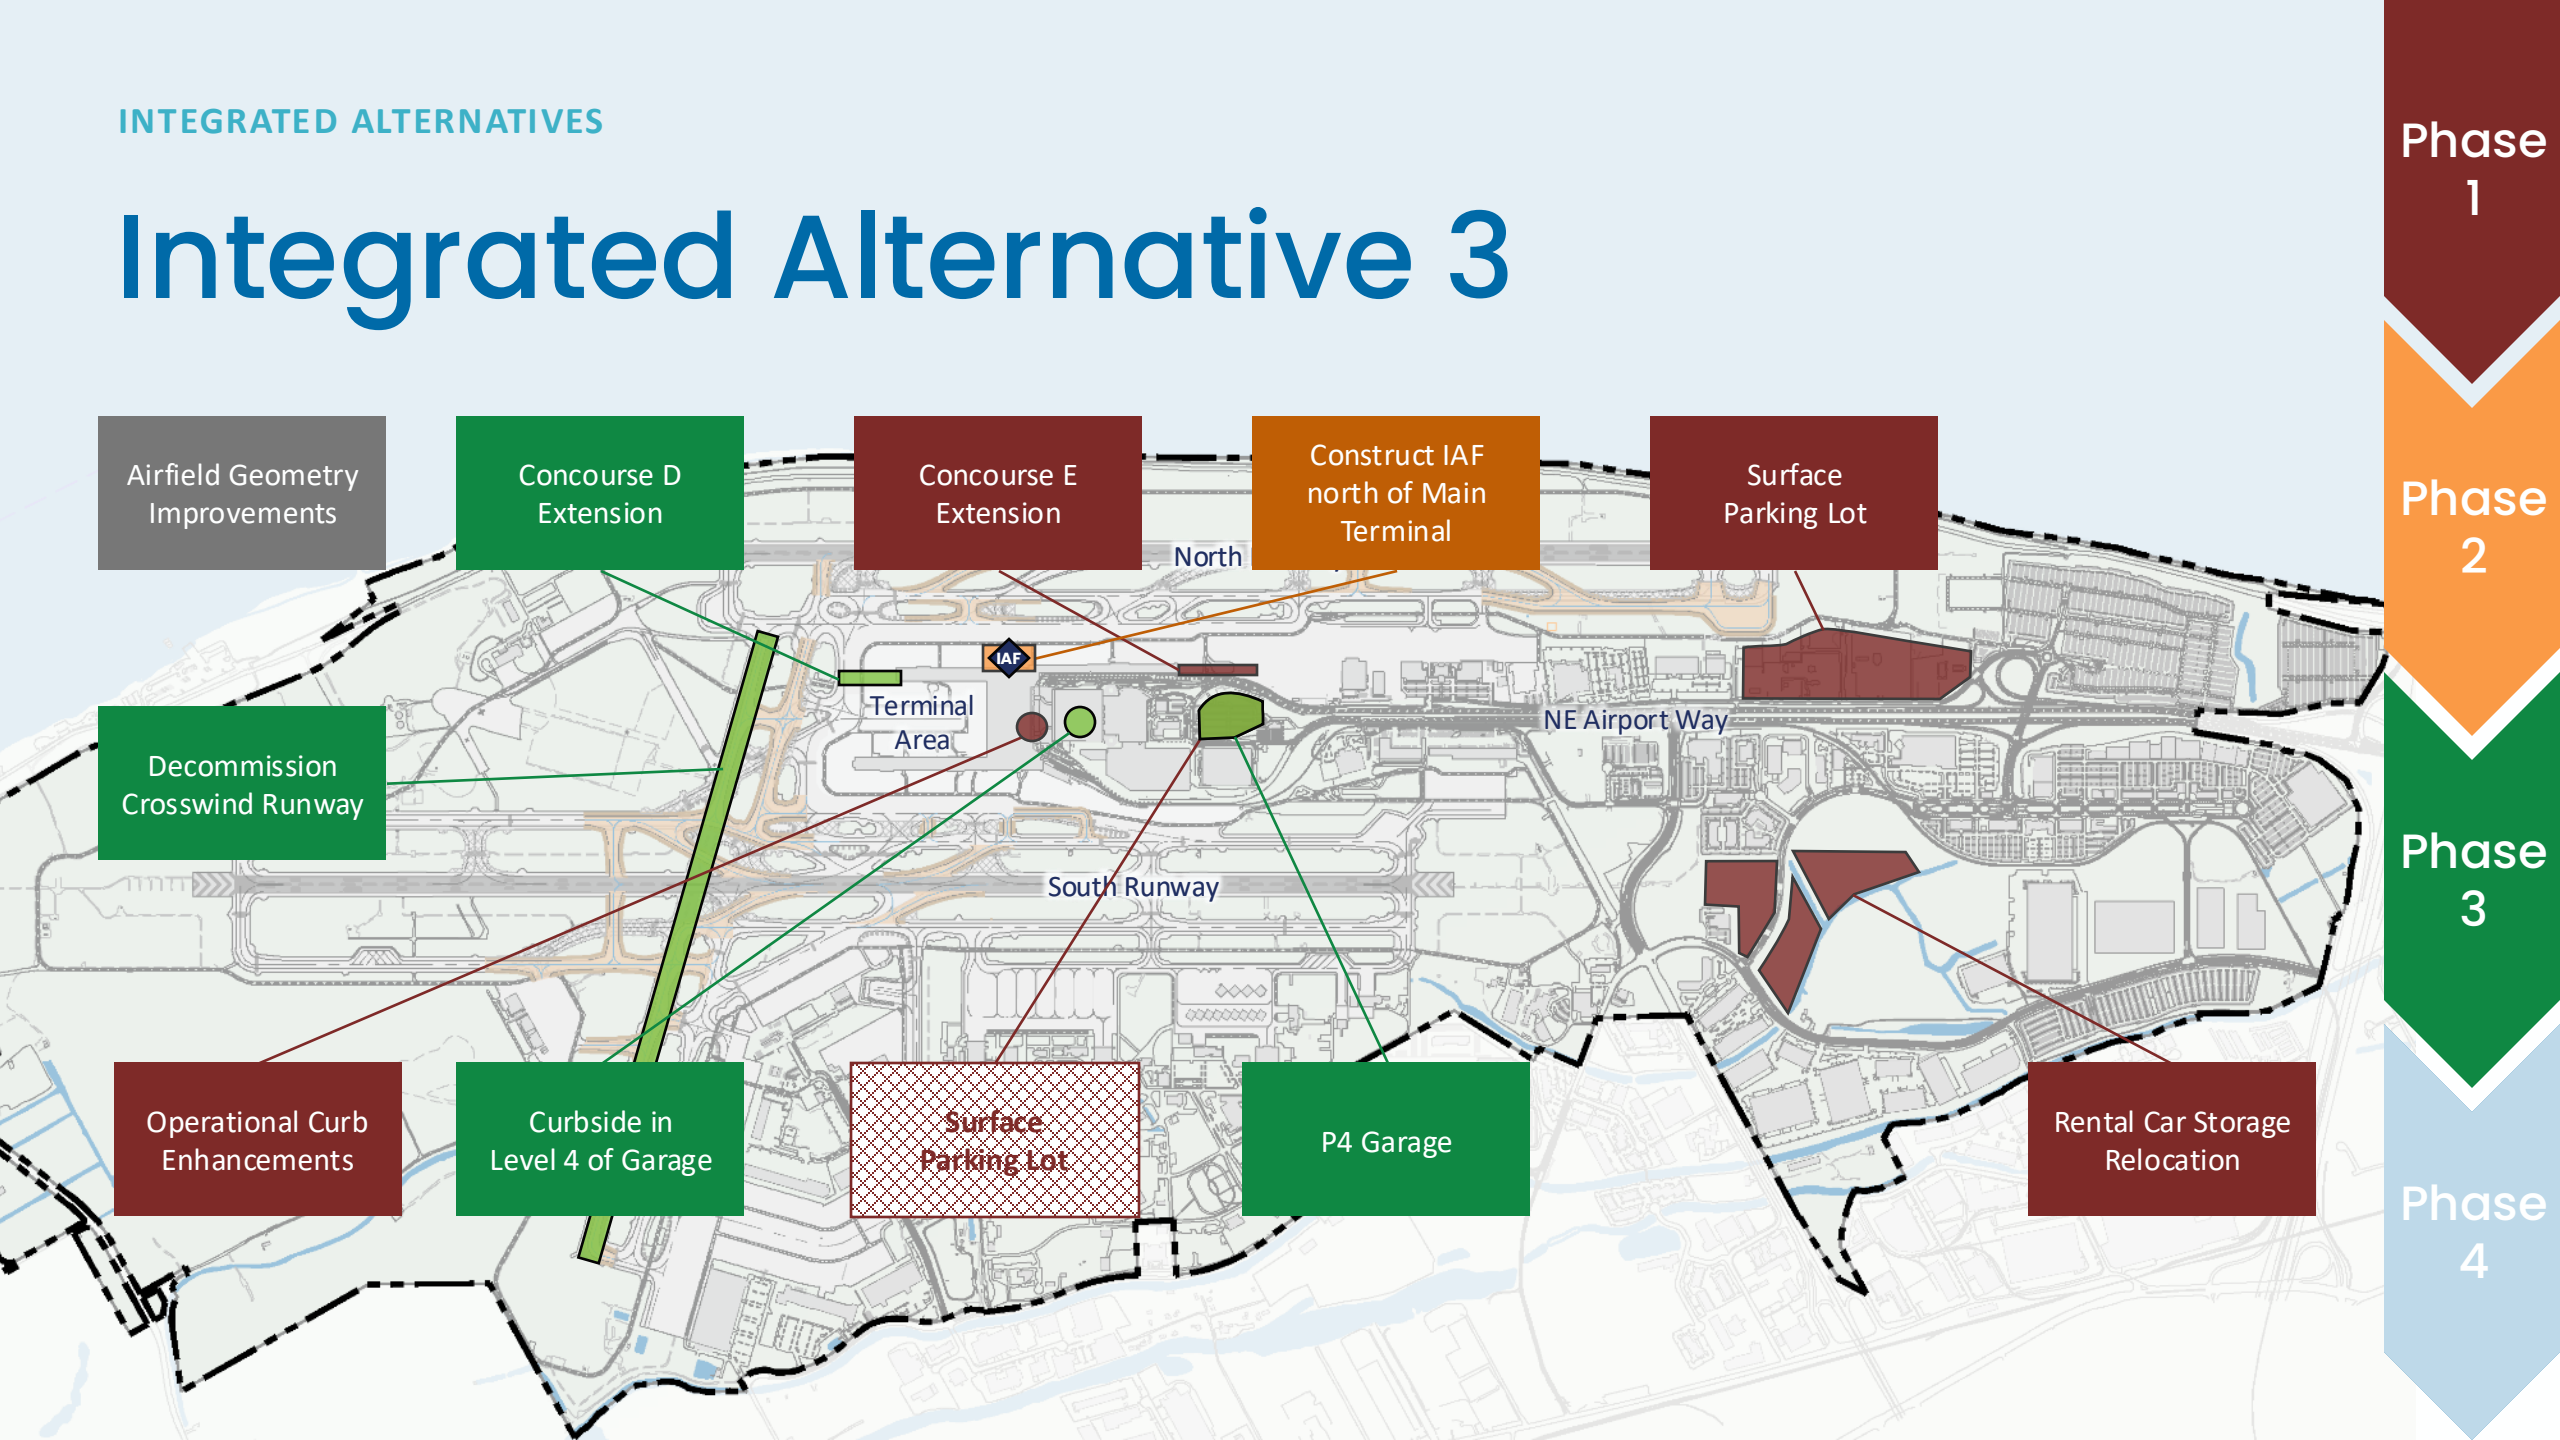 INTEGRATED ALTERNATIVES
Integrated Alternative 3
Airfield Geometry
Improvements
Concourse D
Extension
Concourse E
Extension
Construct IAF
north of Main
Terminal
Surface
Parking Lot
North
IAF
Terminal
Area
NE Airport Way
Decommission
Crosswind Runway
South Runway
Operational Curb
Enhancements
Curbside in
Level 4 of Garage
Surface
Parking Lot
P4 Garage
Rental Car Storage
Relocation
Phase
1
Phase
2
Phase
3
Phase
4